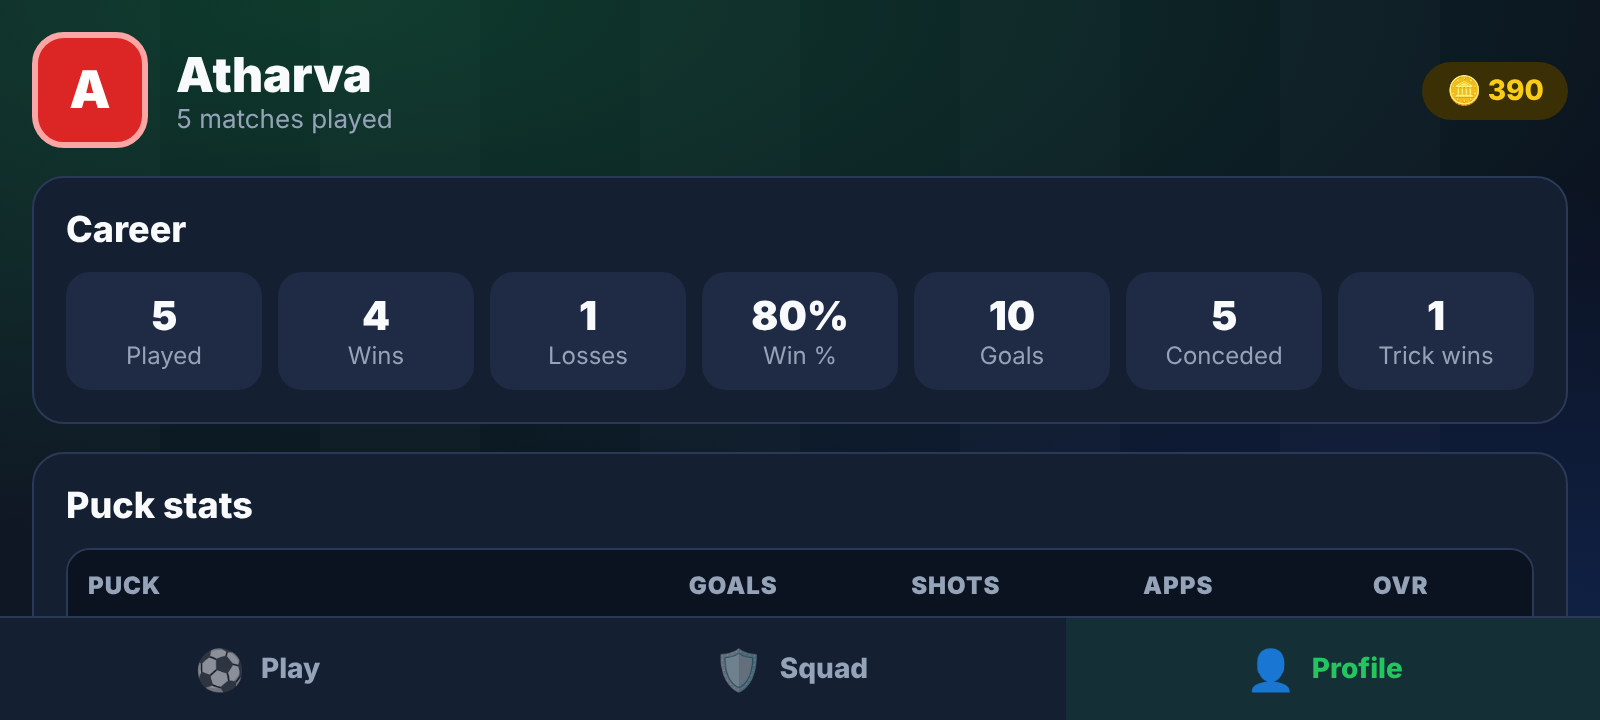 A
Atharva
5 matches played
390
Career
5 4 1 80% 10 5 1
Played Wins Losses Win % Goals Conceded Trick wins
Puck stats
PUCK GOALS SHOTS APPS OVR
Play Squad Profile